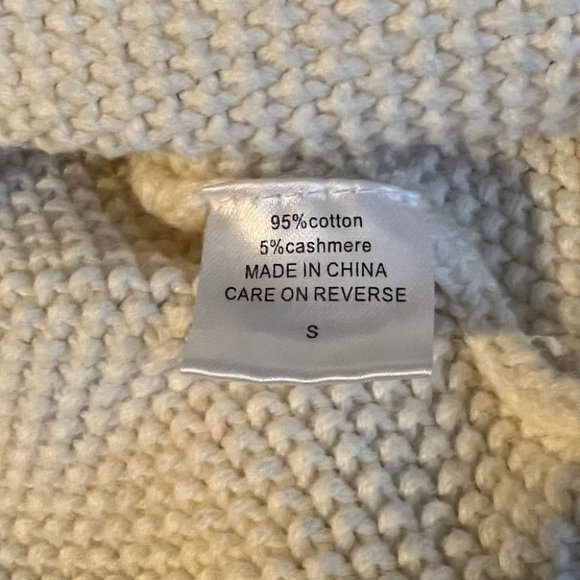 95%cotton
5%cashmere
MADE IN CHINA
CARE ON REVERSE
S